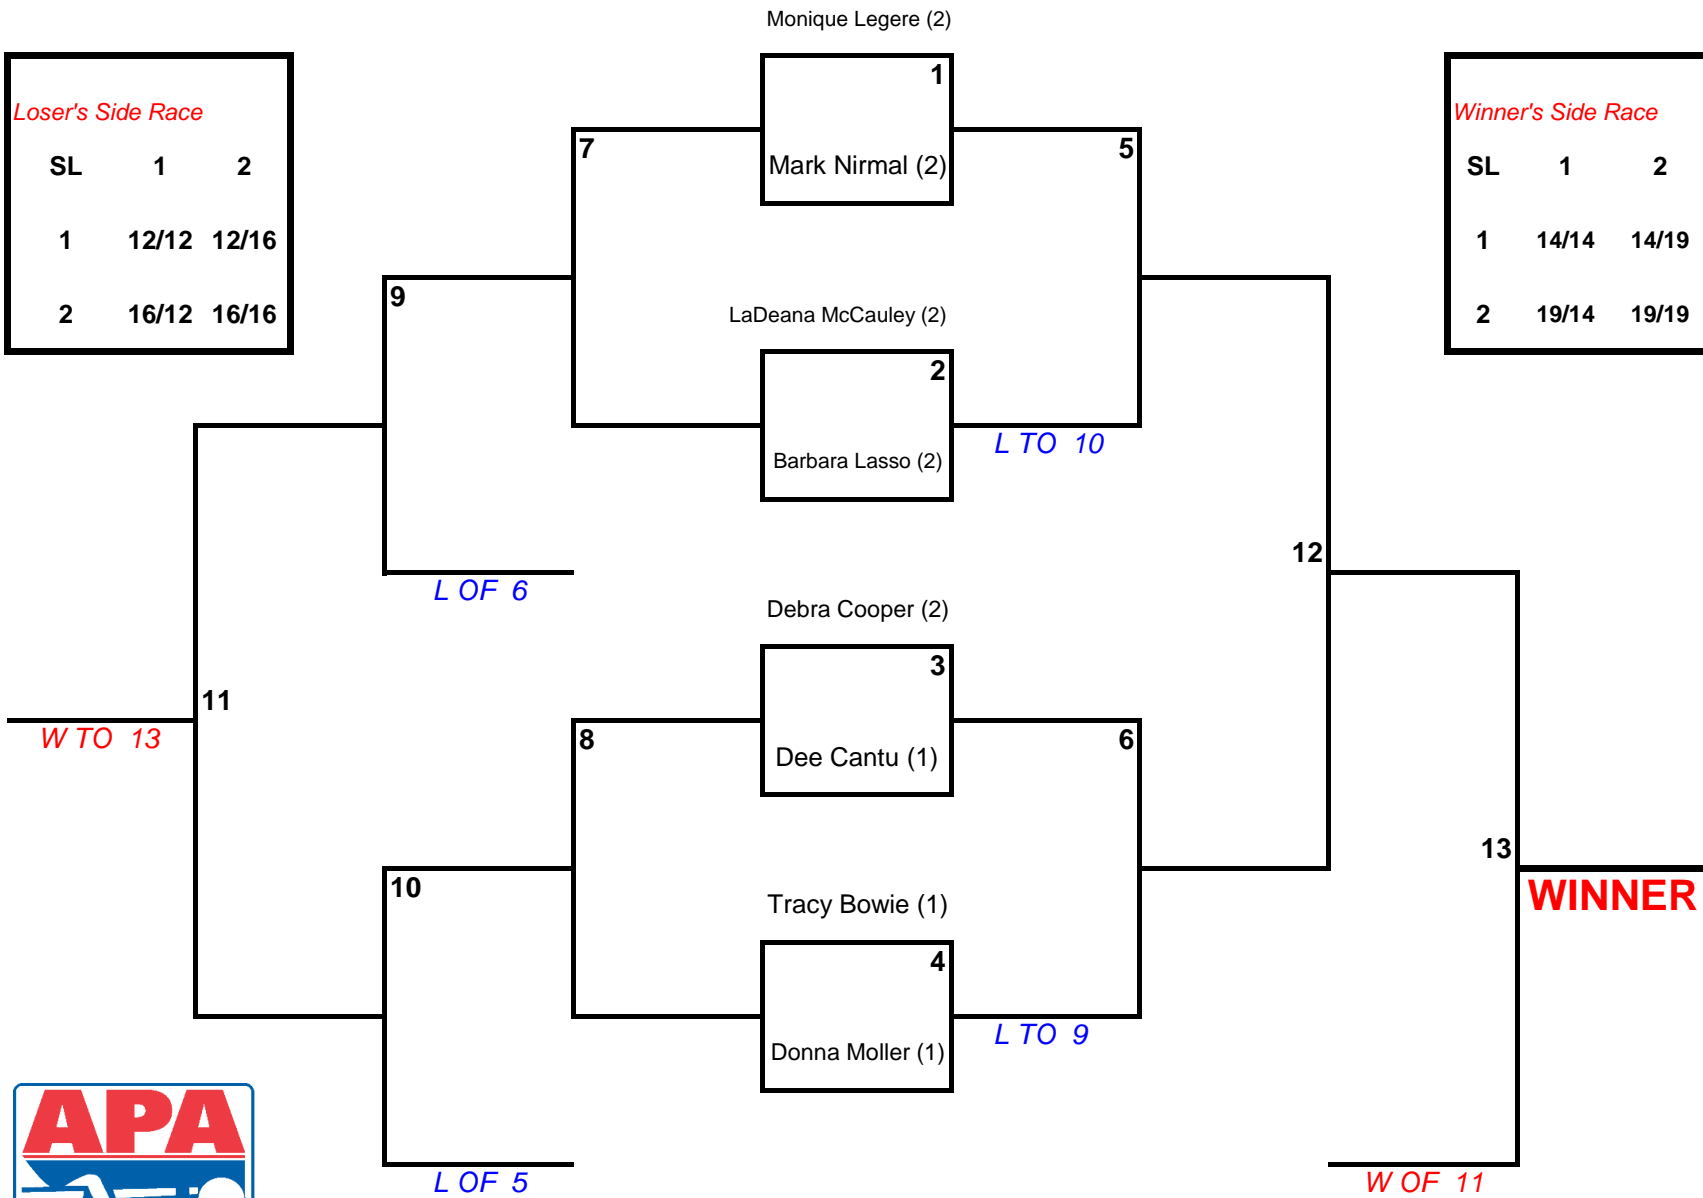 Monique Legere (2)
1
Mark Nirmal (2)
Loser's Side Race
SL 1 2
1 12/12 12/16
2 16/12 16/16
Winner's Side Race
SL 1 2
1 14/14 14/19
2 19/14 19/19
7
5
9
LaDeana McCauley (2)
2
Barbara Lasso (2)
L TO 10
L OF 6
12
Debra Cooper (2)
3
Dee Cantu (1)
11
W TO 13
8
6
10
Tracy Bowie (1)
4
Donna Moller (1)
L TO 9
13
WINNER
L OF 5
W OF 11
APA